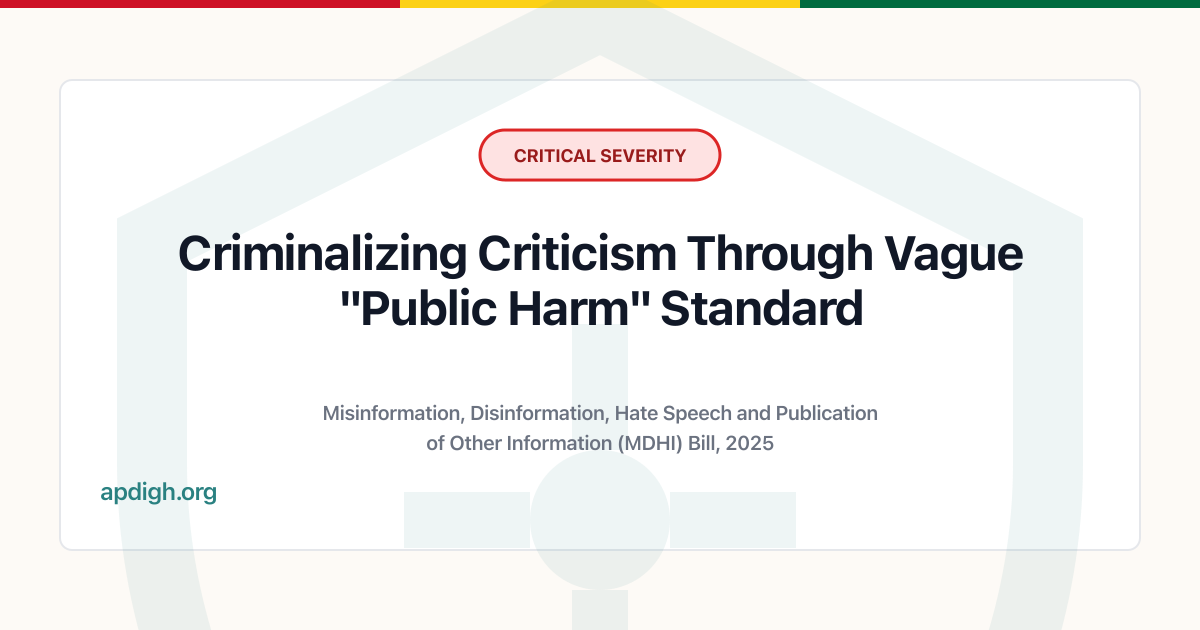 CRITICAL SEVERITY
Criminalizing Criticism Through Vague
"Public Harm" Standard
Misinformation, Disinformation, Hate Speech and Publication
of Other Information (MDHI) Bill, 2025
apdigh.org